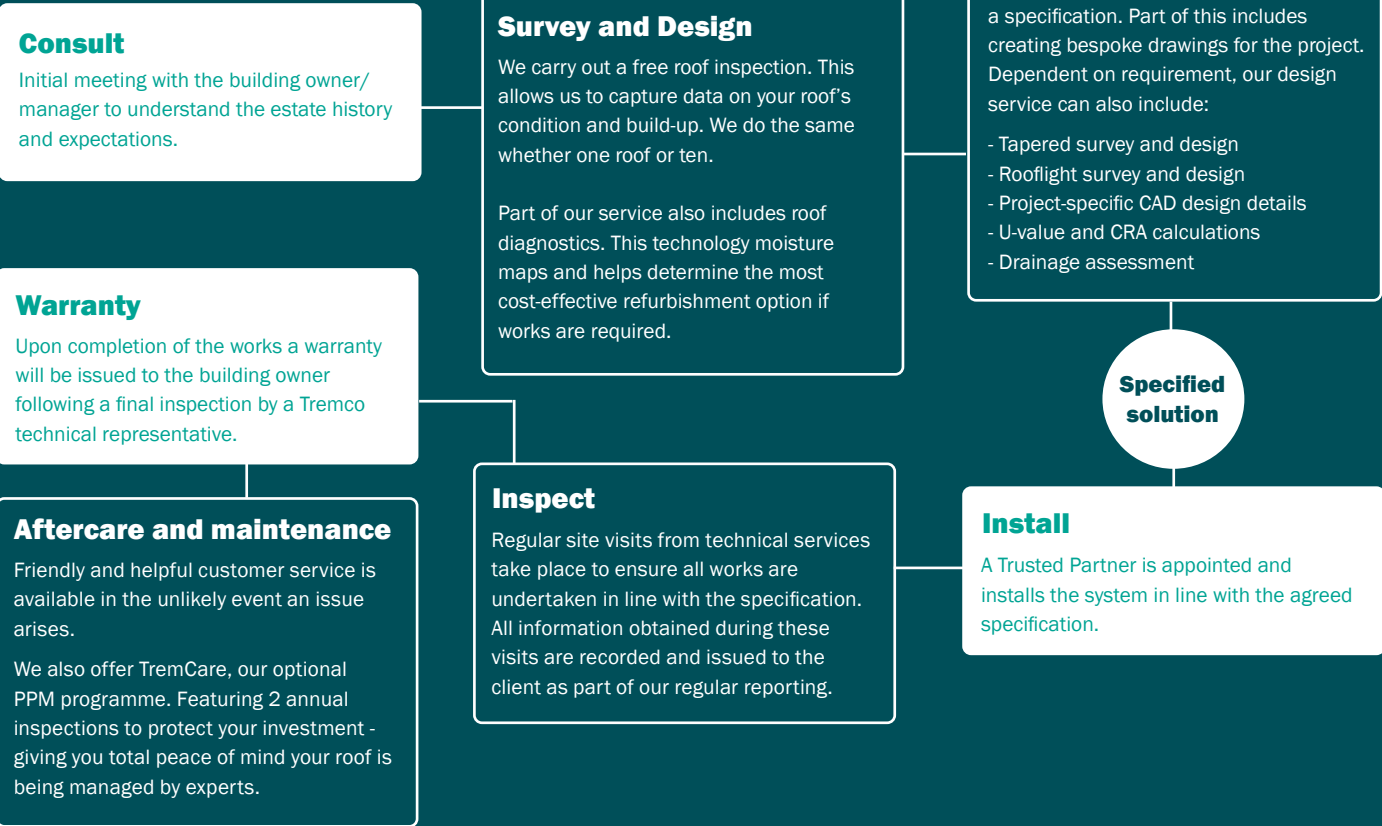 Consult
Initial meeting with the building owner/
manager to understand the estate history
and expectations.
Survey and Design
We carry out a free roof inspection. This
allows us to capture data on your roof's
condition and build-up. We do the same
whether one roof or ten.
Part of our service also includes roof
diagnostics. This technology moisture
maps and helps determine the most
cost-effective refurbishment option if
works are required.
a specification. Part of this includes
creating bespoke drawings for the project.
Dependent on requirement, our design
service can also include:
- Tapered survey and design
- Rooflight survey and design
- Project-specific CAD design details
- U-value and CRA calculations
- Drainage assessment
Specified
solution
Install
A Trusted Partner is appointed and
installs the system in line with the agreed
specification.
Inspect
Regular site visits from technical services
take place to ensure all works are
undertaken in line with the specification.
All information obtained during these
visits are recorded and issued to the
client as part of our regular reporting.
Warranty
Upon completion of the works a warranty
will be issued to the building owner
following a final inspection by a Tremco
technical representative.
Aftercare and maintenance
Friendly and helpful customer service is
available in the unlikely event an issue
arises.
We also offer TremCare, our optional
PPM programme. Featuring 2 annual
inspections to protect your investment -
giving you total peace of mind your roof is
being managed by experts.